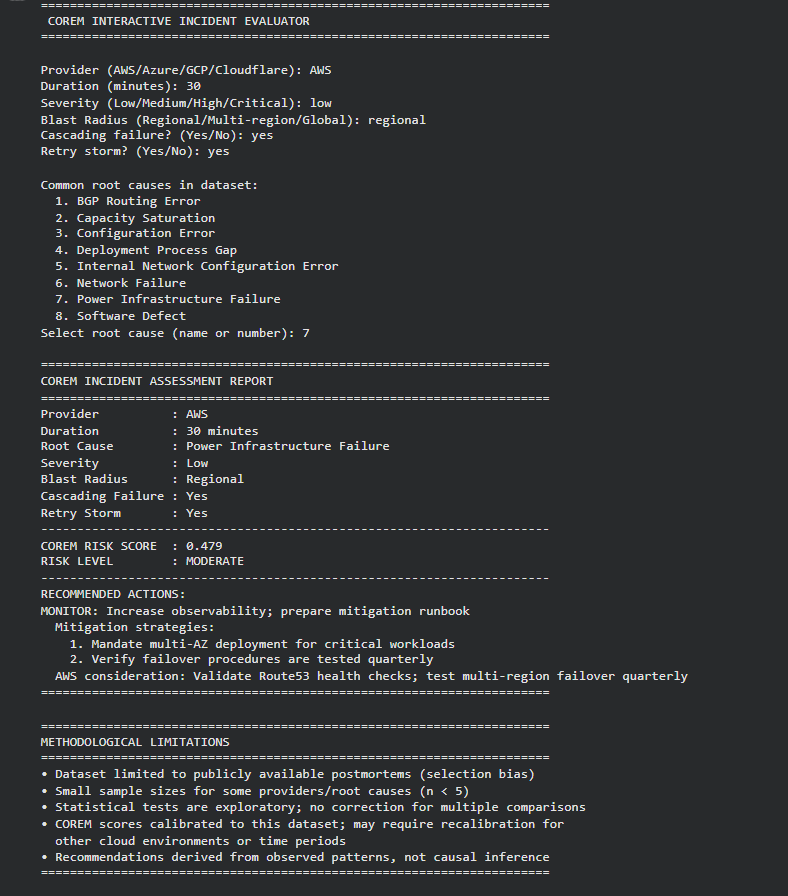 ======================================================================
COREM INTERACTIVE INCIDENT EVALUATOR
======================================================================
Provider (AWS/Azure/GCP/Cloudflare): AWS
Duration (minutes): 30
Severity (Low/Medium/High/Critical): low
Blast Radius (Regional/Multi-region/Global): regional
Cascading failure? (Yes/No): yes
Retry storm? (Yes/No): yes
Common root causes in dataset:
1. BGP Routing Error
2. Capacity Saturation
3. Configuration Error
4. Deployment Process Gap
5. Internal Network Configuration Error
6. Network Failure
7. Power Infrastructure Failure
8. Software Defect
Select root cause (name or number): 7
======================================================================
COREM INCIDENT ASSESSMENT REPORT
======================================================================
Provider : AWS
Duration : 30 minutes
Root Cause : Power Infrastructure Failure
Severity : Low
Blast Radius : Regional
Cascading Failure : Yes
Retry Storm : Yes
----------------------------------------------------------------------
COREM RISK SCORE : 0.479
RISK LEVEL : MODERATE
----------------------------------------------------------------------
RECOMMENDED ACTIONS:
MONITOR: Increase observability; prepare mitigation runbook
Mitigation strategies:
1. Mandate multi-AZ deployment for critical workloads
2. Verify failover procedures are tested quarterly
AWS consideration: Validate Route53 health checks; test multi-region failover quarterly
======================================================================
======================================================================
METHODOLOGICAL LIMITATIONS
======================================================================
• Dataset limited to publicly available postmortems (selection bias)
• Small sample sizes for some providers/root causes (n < 5)
• Statistical tests are exploratory; no correction for multiple comparisons
• COREM scores calibrated to this dataset; may require recalibration for
other cloud environments or time periods
• Recommendations derived from observed patterns, not causal inference
======================================================================